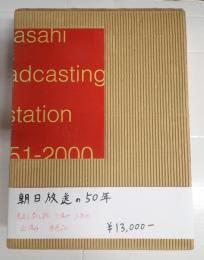 asahi
adcasting
station
51-2000
朝日放送の50年
¥13,000-